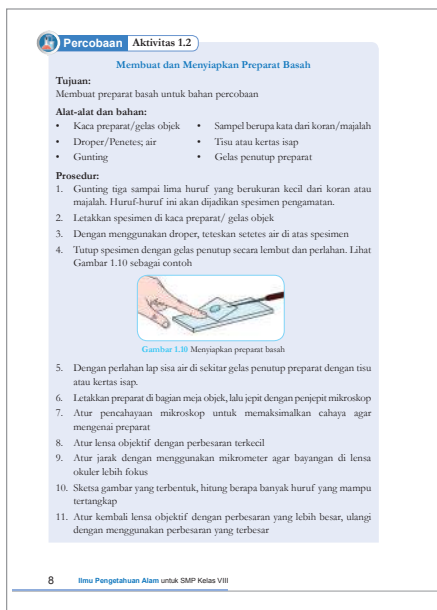 Percobaan Aktivitas 1.2
Membuat dan Menyiapkan Preparat Basah
Tujuan:
Membuat preparat basah untuk bahan percobaan
Alat-alat dan bahan:
• Kaca preparat/gelas objek • Sampel berupa kata dari koran/majalah
• Droper/Penetes; air • Tisu atau kertas isap
• Gunting • Gelas penutup preparat
Prosedur:
1. Gunting tiga sampai lima huruf yang berukuran kecil dari koran atau
majalah. Huruf-huruf ini akan dijadikan spesimen pengamatan.
2. Letakkan spesimen di kaca preparat/ gelas objek
3. Dengan menggunakan droper, teteskan setetes air di atas spesimen
4. Tutup spesimen dengan gelas penutup secara lembut dan perlahan. Lihat
Gambar 1.10 sebagai contoh
Gambar 1.10 Menyiapkan preparat basah
5. Dengan perlahan lap sisa air di sekitar gelas penutup preparat dengan tisu
atau kertas isap.
6. Letakkan preparat di bagian meja objek, lalu jepit dengan penjepit mikroskop
7. Atur pencahayaan mikroskop untuk memaksimalkan cahaya agar
mengenai preparat
8. Atur lensa objektif dengan perbesaran terkecil
9. Atur jarak dengan menggunakan mikrometer agar bayangan di lensa
okuler lebih fokus
10. Sketsa gambar yang terbentuk, hitung berapa banyak huruf yang mampu
tertangkap
11. Atur kembali lensa objektif dengan perbesaran yang lebih besar, ulangi
dengan menggunakan perbesaran yang terbesar
8 Ilmu Pengetahuan Alam untuk SMP Kelas VIII